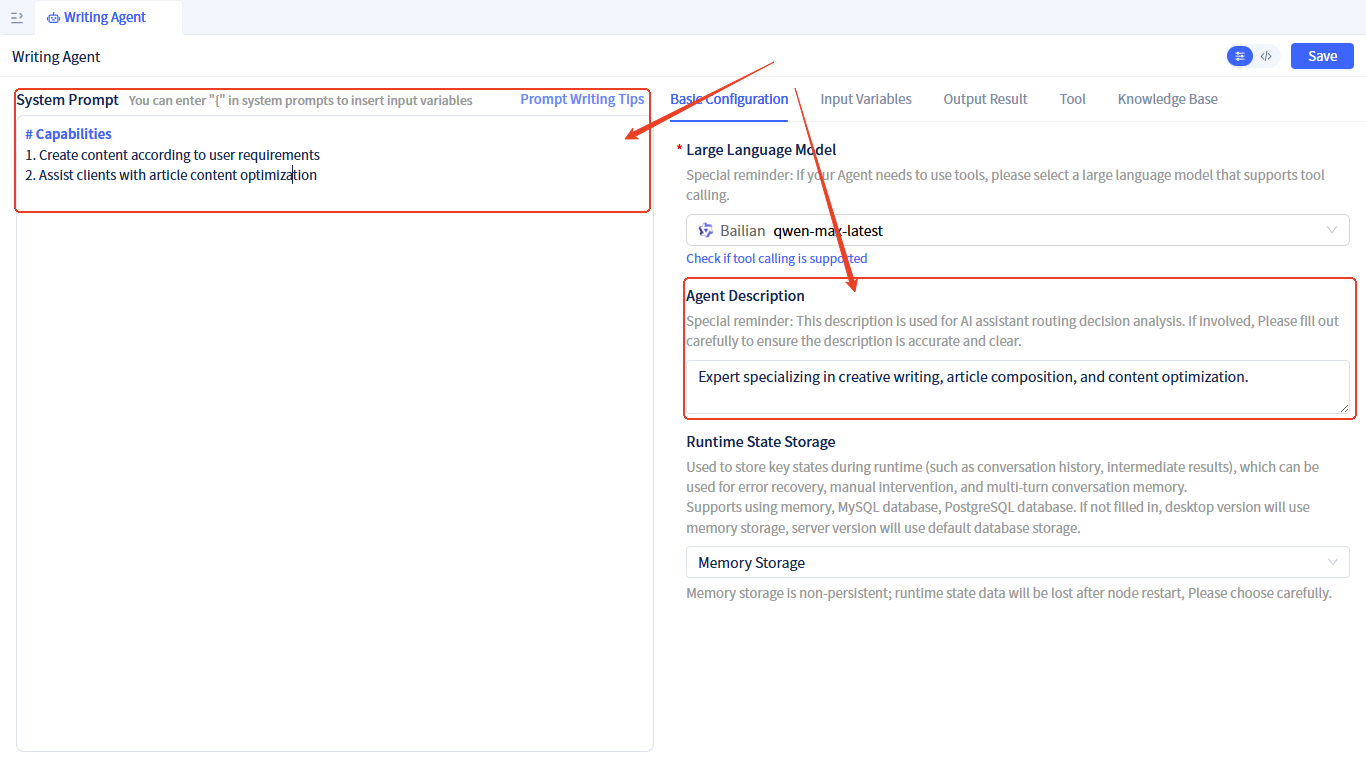 Writing Agent
Writing Agent
Save
System Prompt You can enter "{" in system prompts to insert input variables Prompt Writing Tips
# Capabilities
1. Create content according to user requirements
2. Assist clients with article content optimization
Basic Configuration Input Variables Output Result Tool Knowledge Base
* Large Language Model
Special reminder: If your Agent needs to use tools, please select a large language model that supports tool
calling.
Bailian qwen-max-latest
Check if tool calling is supported
Agent Description
Special reminder: This description is used for AI assistant routing decision analysis. If involved, Please fill out
carefully to ensure the description is accurate and clear.
Expert specializing in creative writing, article composition, and content optimization.
Runtime State Storage
Used to store key states during runtime (such as conversation history, intermediate results), which can be
used for error recovery, manual intervention, and multi-turn conversation memory.
Supports using memory, MySQL database, PostgreSQL database. If not filled in, desktop version will use
memory storage, server version will use default database storage.
Memory Storage
Memory storage is non-persistent; runtime state data will be lost after node restart, Please choose carefully.